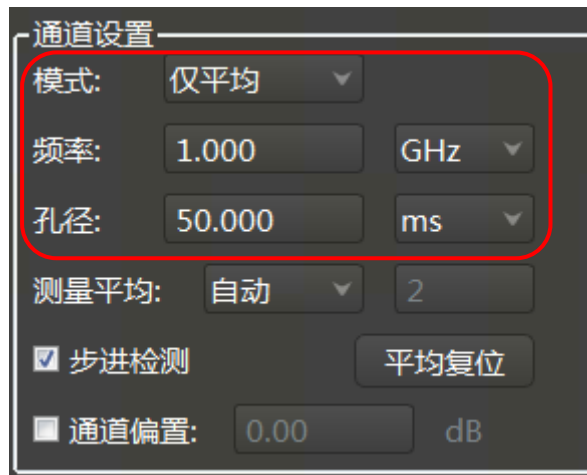 通道设置
模式: 仅平均
频率: 1.000 GHz
孔径: 50.000 ms
测量平均: 自动 2
步进检测 平均复位
通道偏置: 0.00 dB